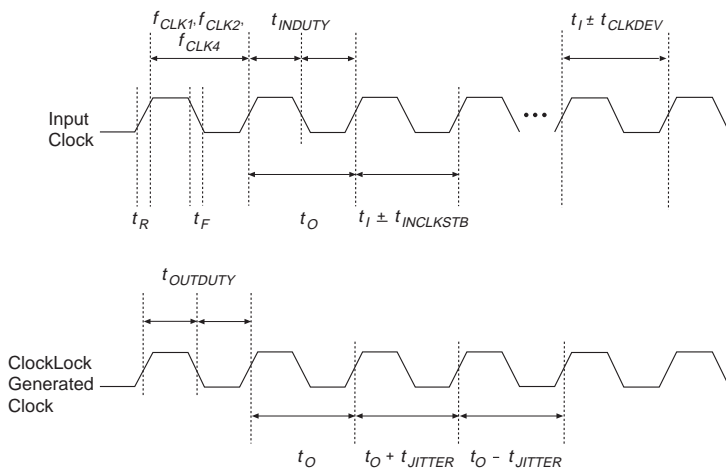 fCLK1, fCLK2,
fCLK4
tINDUTY
tI ± tCLKDEV
Input
Clock
tR
tF
tO
tI ± tINCLKSTB
tOUTDUTY
ClockLock
Generated
Clock
tO
tO + tJITTER
tO – tJITTER